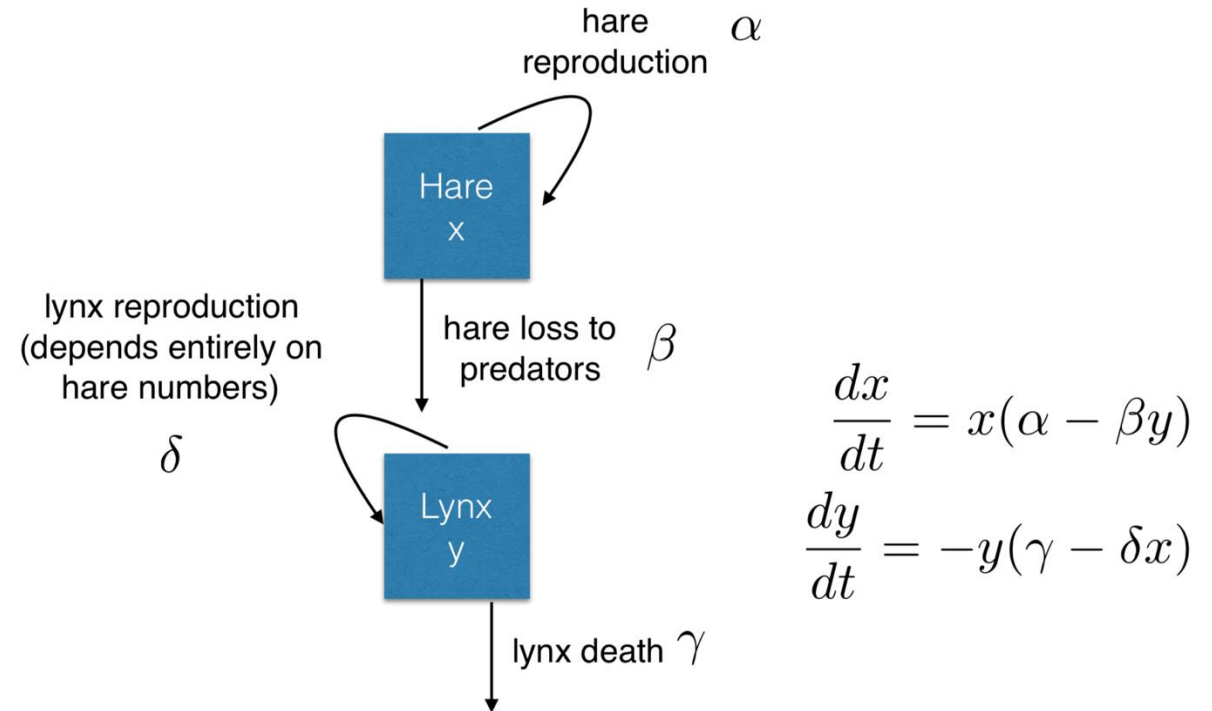 hare
reproduction
α
Hare
x
lynx reproduction
(depends entirely on
hare numbers)
δ
hare loss to
predators
β
dx/dt = x(α − βy)
dy/dt = −y(γ − δx)
Lynx
y
lynx death γ